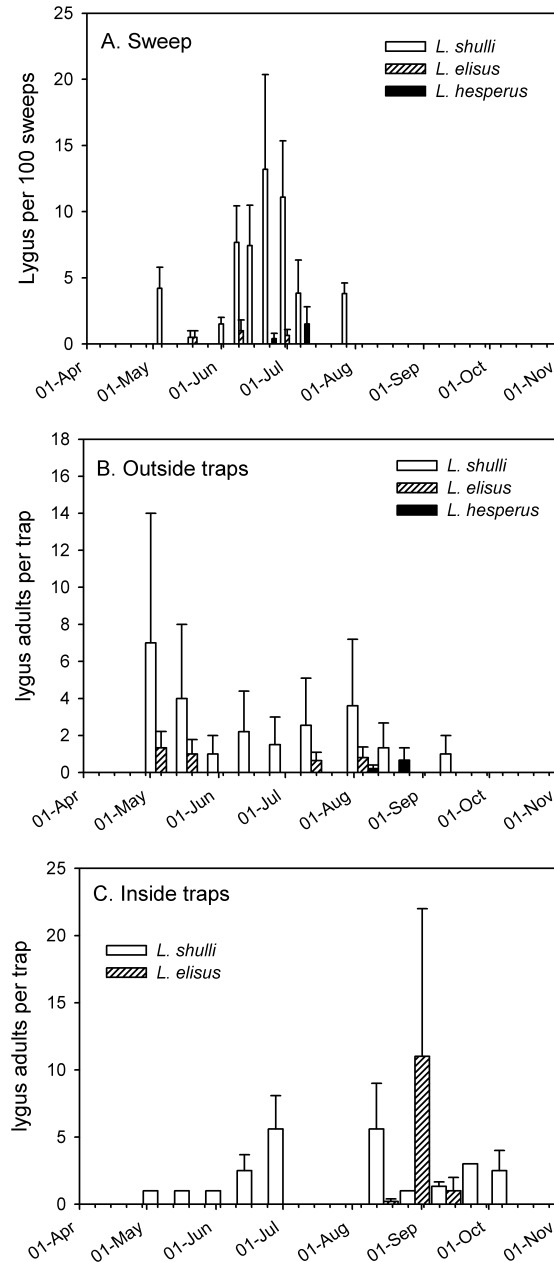 A. Sweep
L. shulli
L. elisus
L. hesperus
Lygus per 100 sweeps
25
20
15
10
5
0
01-Apr 01-May 01-Jun 01-Jul 01-Aug 01-Sep 01-Oct 01-Nov
B. Outside traps
L. shulli
L. elisus
L. hesperus
lygus adults per trap
18
16
14
12
10
8
6
4
2
0
01-Apr 01-May 01-Jun 01-Jul 01-Aug 01-Sep 01-Oct 01-Nov
C. Inside traps
L. shulli
L. elisus
lygus adults per trap
25
20
15
10
5
0
01-Apr 01-May 01-Jun 01-Jul 01-Aug 01-Sep 01-Oct 01-Nov